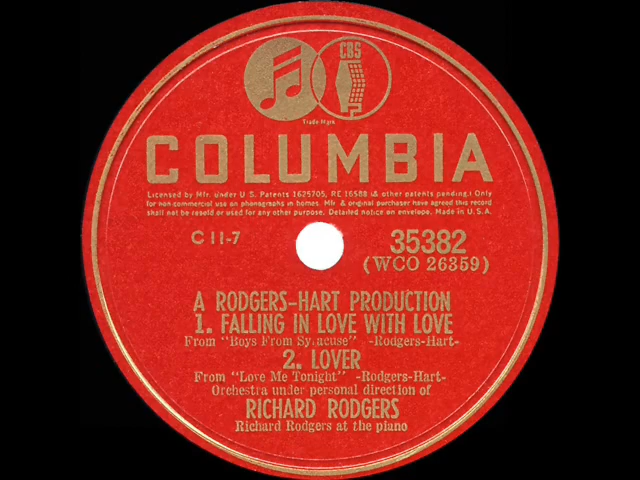 CBS
Trade Mark
COLUMBIA
Licensed by Mfr. under U.S. Patents 1625705, RE 16588 (& other patents pending.) Only
for non commercial use on phonographs in homes. Mfr. & original purchaser have agreed this record
shall not be resold or used for any other purpose. Detailed notice on envelope. Made in U.S.A.
C 11-7
35382
(WCO 26359)
A RODGERS-HART PRODUCTION
1. FALLING IN LOVE WITH LOVE
From "Boys From Syracuse" -Rodgers-Hart-
2. LOVER
From "Love Me Tonight" -Rodgers-Hart-
Orchestra under personal direction of
RICHARD RODGERS
Richard Rodgers at the piano